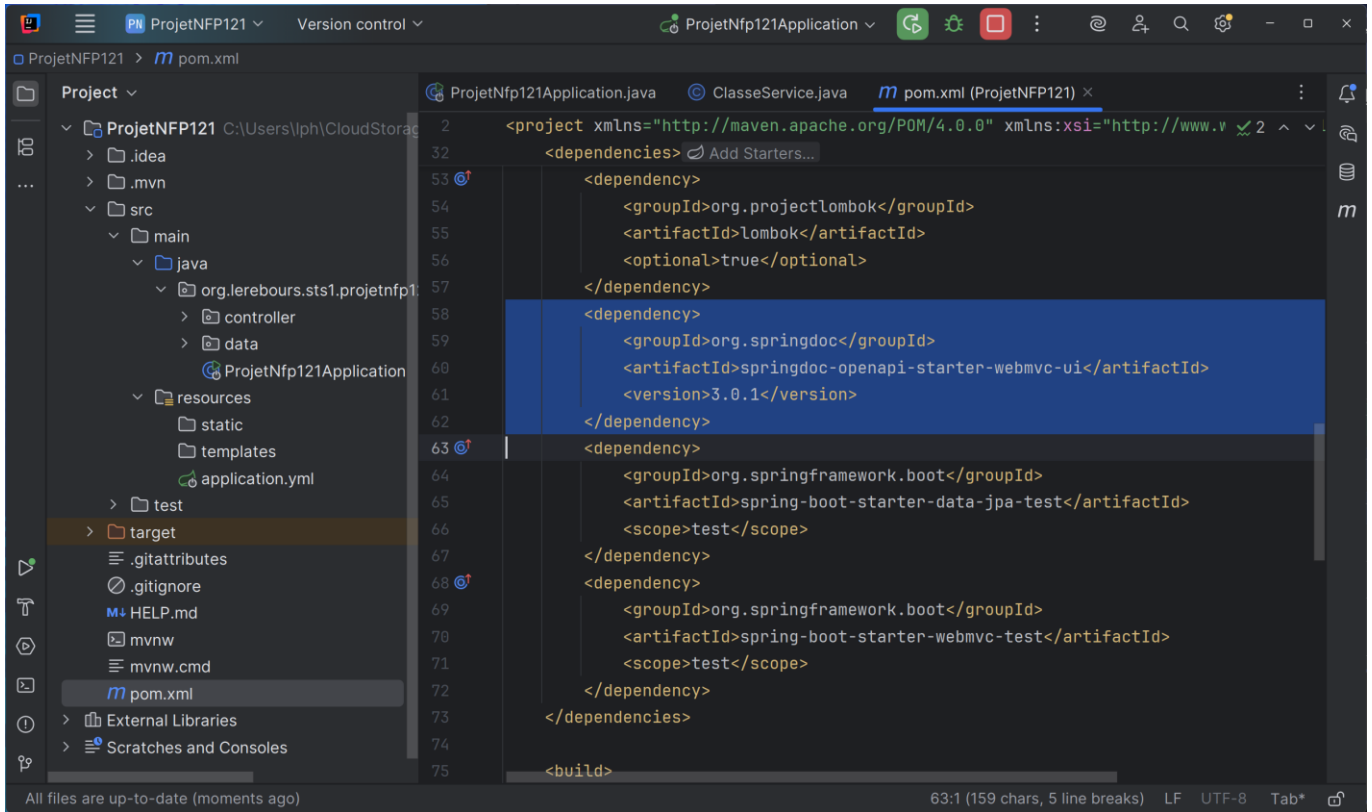 PN ProjetNFP121 Version control ProjetNfp121Application
ProjetNFP121 > m pom.xml
Project
ProjetNFP121 C:\Users\lph\CloudStorag
.idea
.mvn
src
main
java
org.lerebours.sts1.projetnfp1
controller
data
ProjetNfp121Application
resources
static
templates
application.yml
test
target
.gitattributes
.gitignore
M↓ HELP.md
mvnw
mvnw.cmd
m pom.xml
External Libraries
Scratches and Consoles
ProjetNfp121Application.java ClasseService.java m pom.xml (ProjetNFP121)
2 <project xmlns="http://maven.apache.org/POM/4.0.0" xmlns:xsi="http://www.w 2
32 <dependencies> Add Starters...
53 <dependency>
54 <groupId>org.projectlombok</groupId>
55 <artifactId>lombok</artifactId>
56 <optional>true</optional>
57 </dependency>
58 <dependency>
59 <groupId>org.springdoc</groupId>
60 <artifactId>springdoc-openapi-starter-webmvc-ui</artifactId>
61 <version>3.0.1</version>
62 </dependency>
63 <dependency>
64 <groupId>org.springframework.boot</groupId>
65 <artifactId>spring-boot-starter-data-jpa-test</artifactId>
66 <scope>test</scope>
67 </dependency>
68 <dependency>
69 <groupId>org.springframework.boot</groupId>
70 <artifactId>spring-boot-starter-webmvc-test</artifactId>
71 <scope>test</scope>
72 </dependency>
73 </dependencies>
74
75 <build>
m
All files are up-to-date (moments ago) 63:1 (159 chars, 5 line breaks) LF UTF-8 Tab*